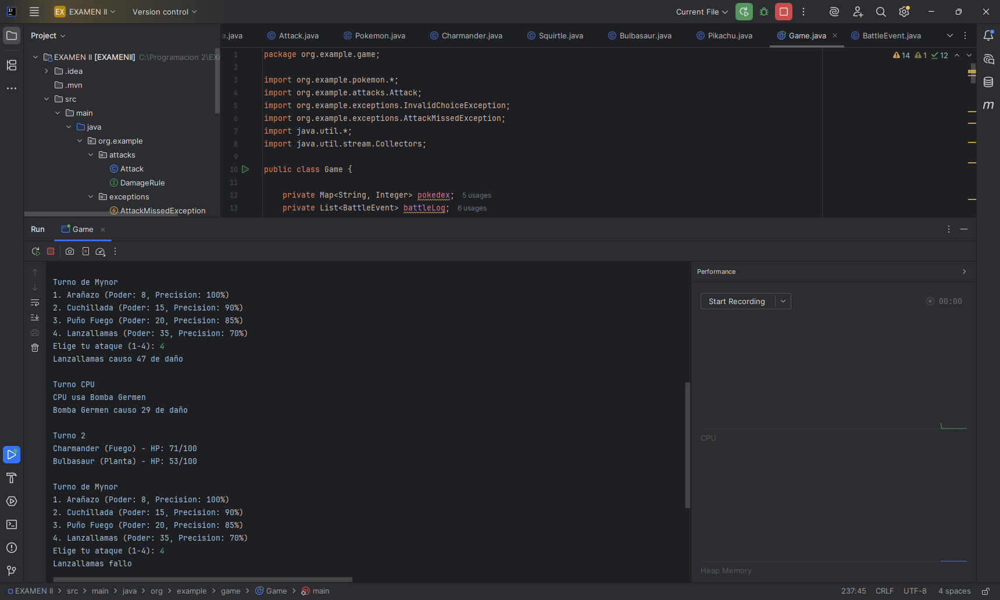 EX EXAMEN II Version control Current File
Project
e.java Attack.java Pokemon.java Charmander.java Squirtle.java Bulbasaur.java Pikachu.java Game.java BattleEvent.java
EXAMEN II [EXAMENII] C:\Programacion 2\EXA
.idea
.mvn
src
main
java
org.example
attacks
Attack
DamageRule
exceptions
AttackMissedException
14 1 12
1 package org.example.game;
2
3 import org.example.pokemon.*;
4 import org.example.attacks.Attack;
5 import org.example.exceptions.InvalidChoiceException;
6 import org.example.exceptions.AttackMissedException;
7 import java.util.*;
8 import java.util.stream.Collectors;
9
10 public class Game {
11
12 private Map<String, Integer> pokedex; 5 usages
13 private List<BattleEvent> battleLog; 6 usages
m
Run Game
Turno de Mynor
1. Arañazo (Poder: 8, Precision: 100%)
2. Cuchillada (Poder: 15, Precision: 90%)
3. Puño Fuego (Poder: 20, Precision: 85%)
4. Lanzallamas (Poder: 35, Precision: 70%)
Elige tu ataque (1-4): 4
Lanzallamas causo 47 de daño
Turno CPU
CPU usa Bomba Germen
Bomba Germen causo 29 de daño
Turno 2
Charmander (Fuego) - HP: 71/100
Bulbasaur (Planta) - HP: 53/100
Turno de Mynor
1. Arañazo (Poder: 8, Precision: 100%)
2. Cuchillada (Poder: 15, Precision: 90%)
3. Puño Fuego (Poder: 20, Precision: 85%)
4. Lanzallamas (Poder: 35, Precision: 70%)
Elige tu ataque (1-4): 4
Lanzallamas fallo
Performance
Start Recording 00:00
CPU
Heap Memory
EXAMEN II > src > main > java > org > example > game > Game > main 237:45 CRLF UTF-8 4 spaces